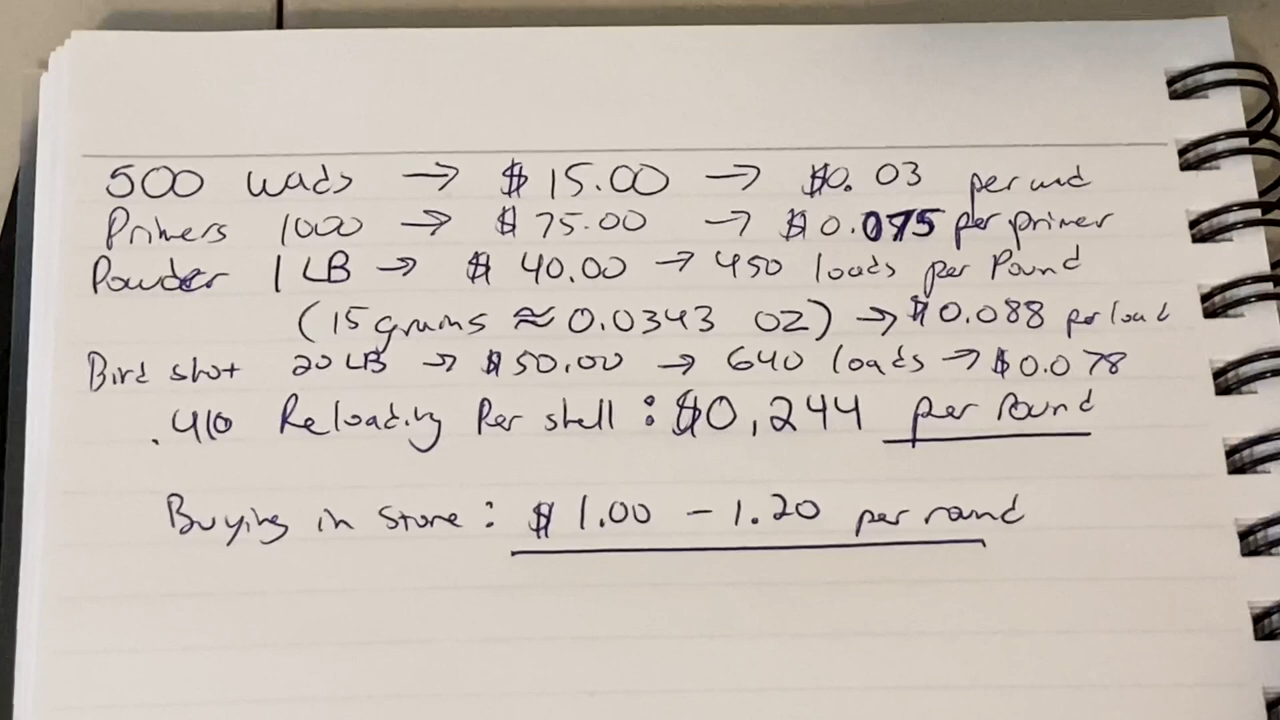 500 wads → $ 15.00 → $0.03 per wad
Primers 1000 → $ 75.00 → $0.075 per primer
Powder 1 LB → $ 40.00 → 450 loads per Pound
(15 grams ≈ 0.0343 OZ) → $0.088 per load
Bird shot 20 LB → $50.00 → 640 loads → $0.078
.410 Reloading Per shell : $0,244 per round
Buying in store : $ 1.00 - 1.20 per round